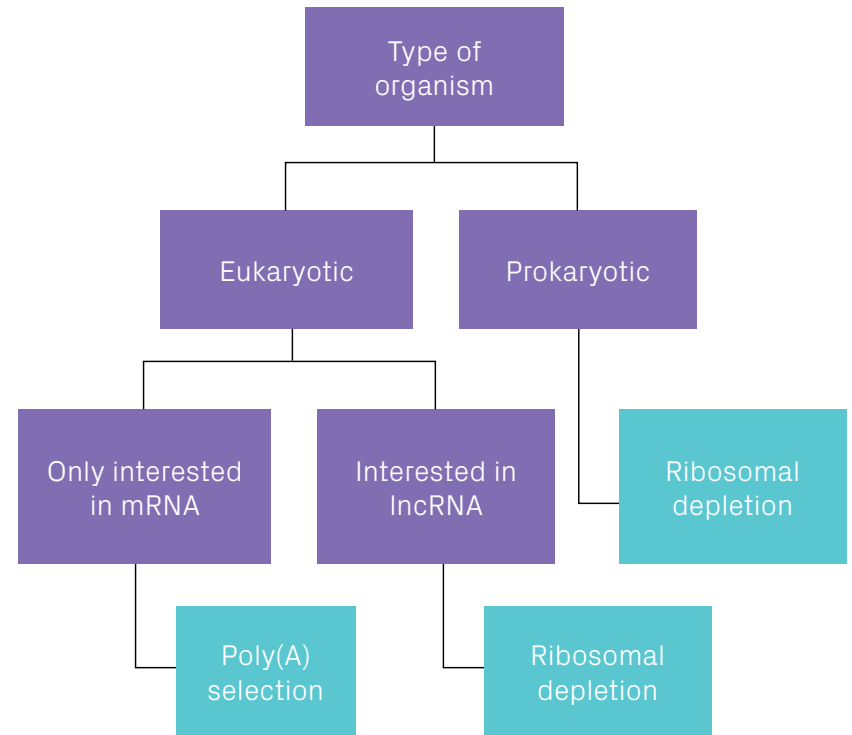 Type of
organism
Eukaryotic
Prokaryotic
Only interested
in mRNA
Interested in
lncRNA
Ribosomal
depletion
Poly(A)
selection
Ribosomal
depletion